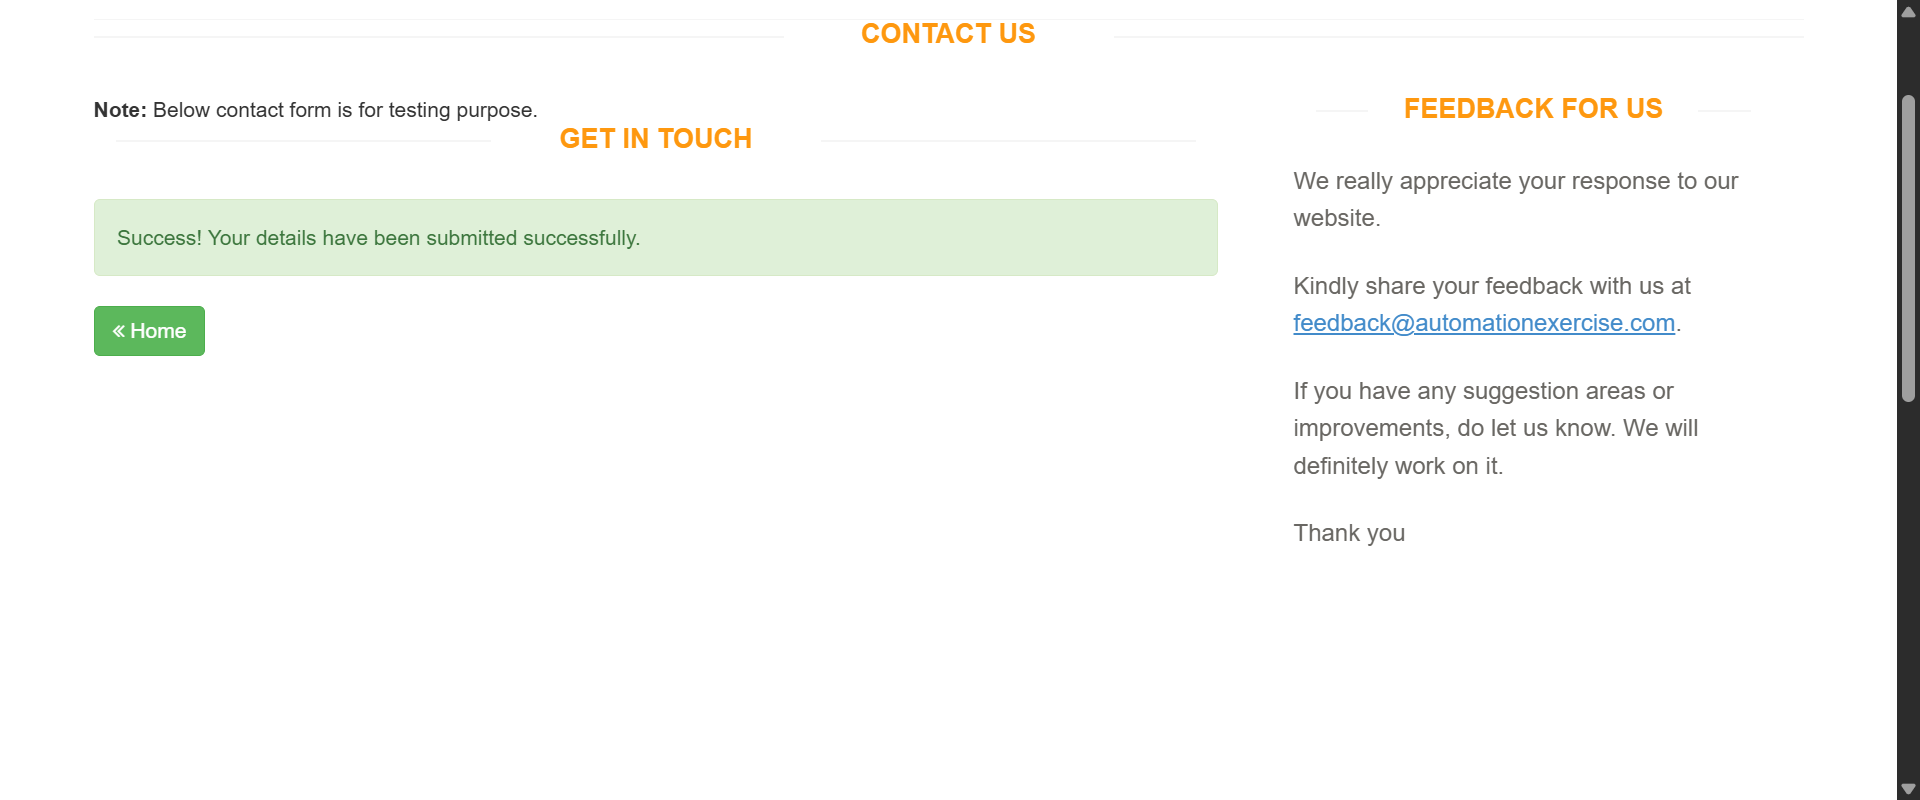 CONTACT US
Note: Below contact form is for testing purpose.
GET IN TOUCH
Success! Your details have been submitted successfully.
« Home
FEEDBACK FOR US
We really appreciate your response to our
website.
Kindly share your feedback with us at
feedback@automationexercise.com.
If you have any suggestion areas or
improvements, do let us know. We will
definitely work on it.
Thank you